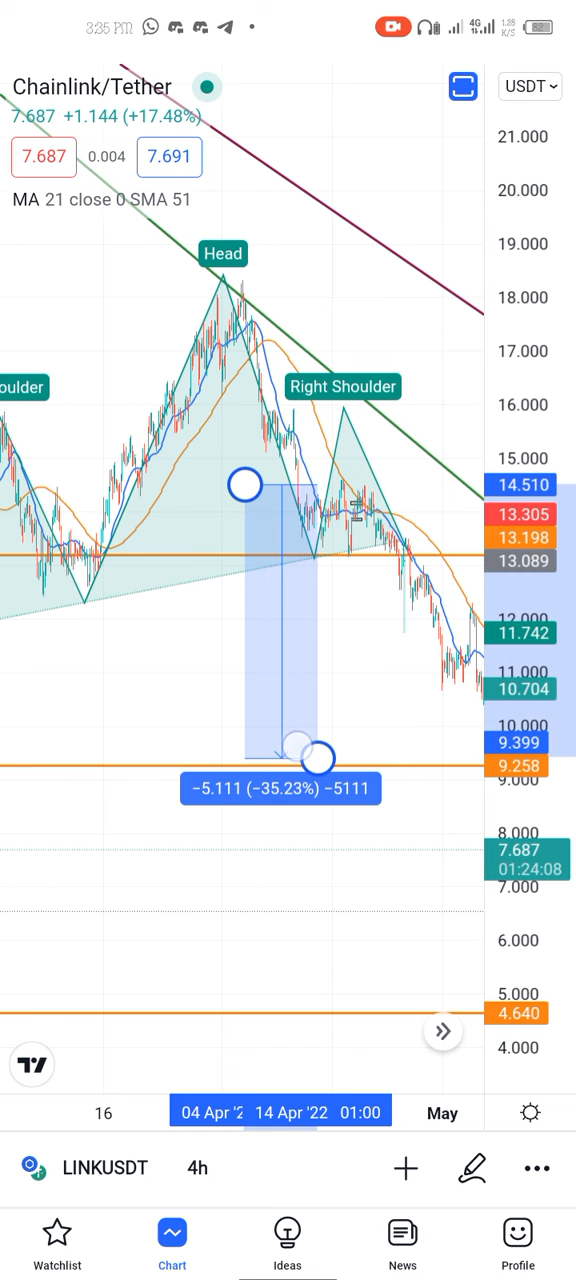 3:35 PM 4G 1.28 K/S 82
Chainlink/Tether
USDT
7.687 +1.144 (+17.48%)
7.687 0.004 7.691
MA 21 close 0 SMA 51
21.000
20.000
19.000
Head
18.000
17.000
oulder
Right Shoulder
16.000
15.000
14.510
13.305
13.198
13.089
12.000
11.742
11.000
10.704
10.000
9.399
9.258
9.000
−5.111 (−35.23%) −5111
8.000
7.687
01:24:08
7.000
6.000
5.000
4.640
4.000
16 04 Apr '2 14 Apr '22 01:00 May
LINKUSDT 4h
Watchlist Chart Ideas News Profile